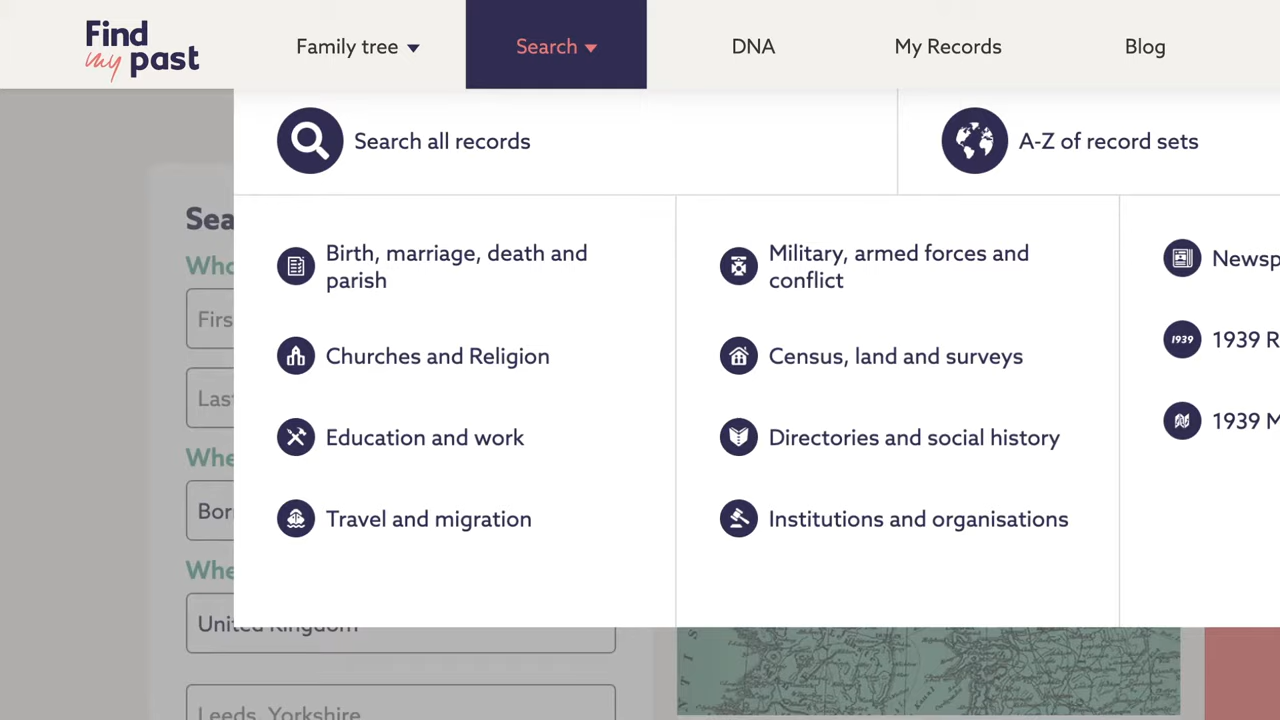 Find
my past
Family tree
Search
DNA
My Records
Blog
Search all records
A-Z of record sets
Birth, marriage, death and
parish
Military, armed forces and
conflict
Churches and Religion
Census, land and surveys
1939
1939
Education and work
Directories and social history
1939
Travel and migration
Institutions and organisations
United Kingdom
Leeds, Yorkshire